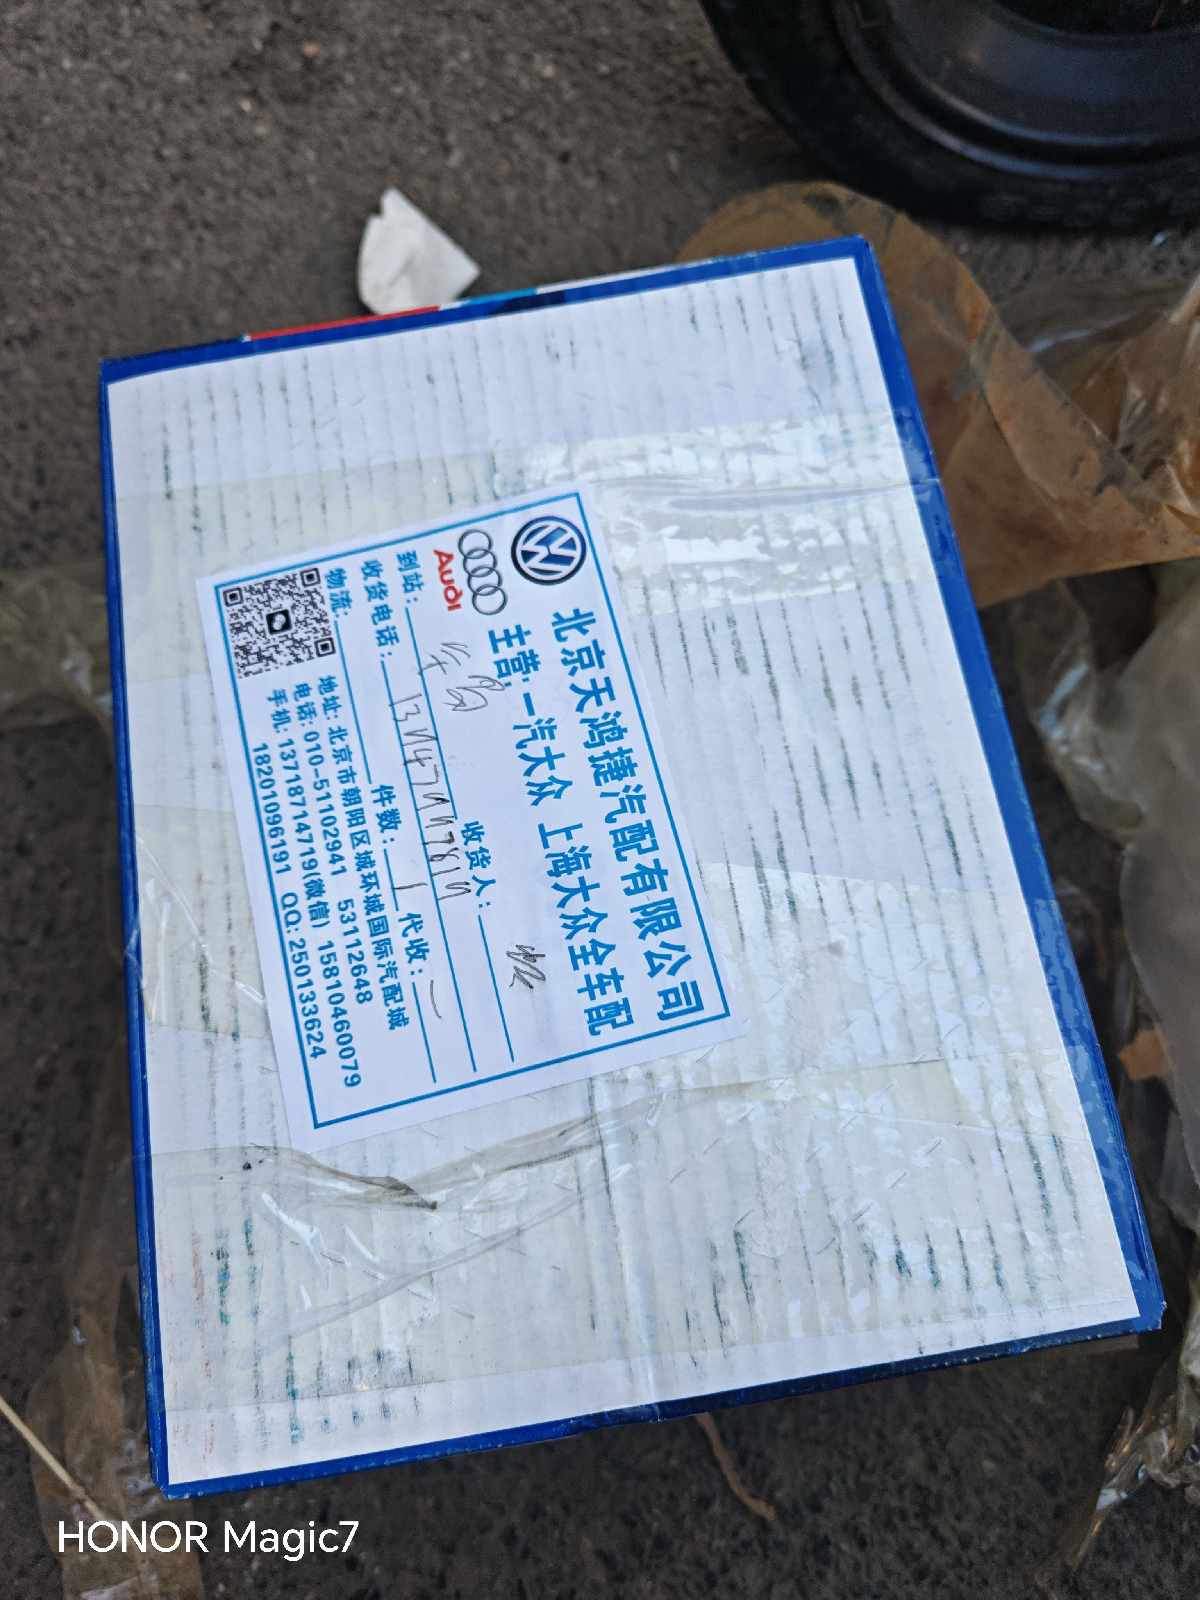 北京天鸿捷汽配有限公司
主营:一汽大众 上海大众全车配
Audi
到站: 收货人:
收货电话:
物流: 件数: 1 代收: 一
地址: 北京市朝阳区城环城国际汽配城
电话: 010-51102941 53112648
手机: 13718714719(微信) 15810460079
18201096191 QQ: 250133624
HONOR Magic7